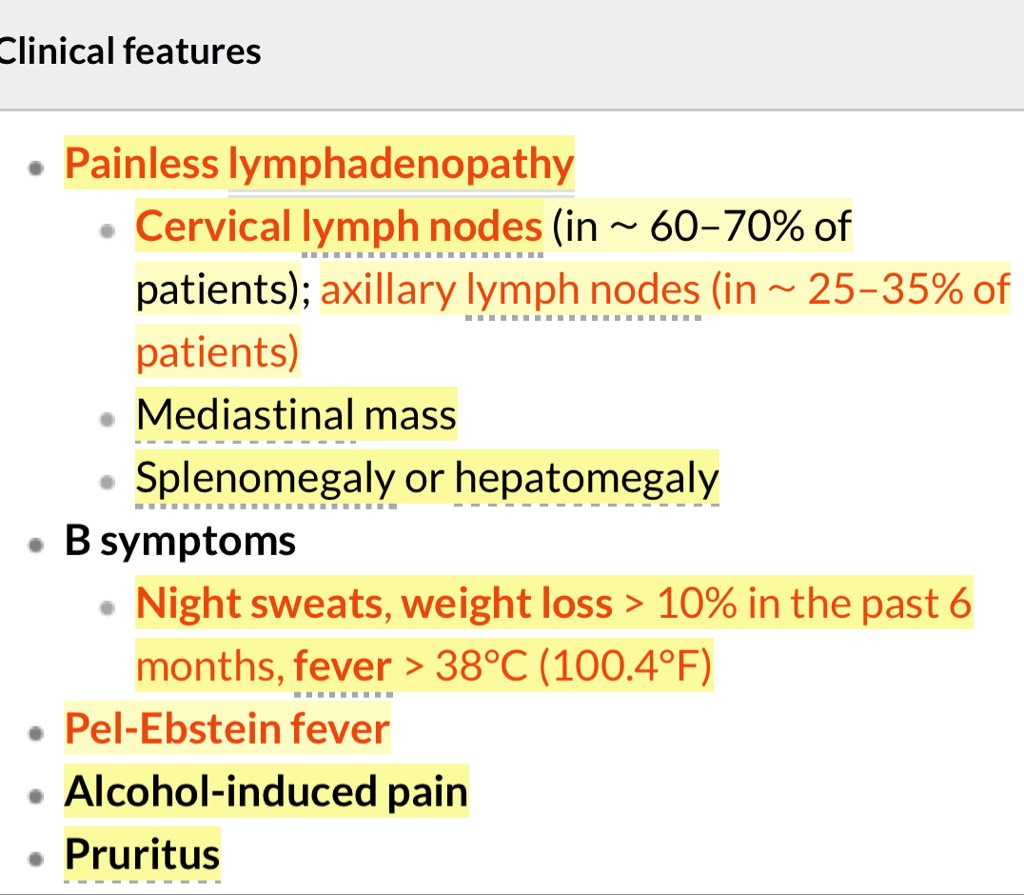 Clinical features
Painless lymphadenopathy
Cervical lymph nodes (in ~ 60–70% of
patients); axillary lymph nodes (in ~ 25–35% of
patients)
Mediastinal mass
Splenomegaly or hepatomegaly
B symptoms
Night sweats, weight loss > 10% in the past 6
months, fever > 38°C (100.4°F)
Pel-Ebstein fever
Alcohol-induced pain
Pruritus